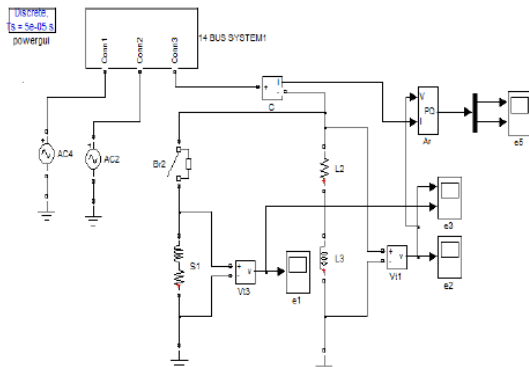 Discrete,
Ts = 5e-05 s.
powergui
14 BUS SYSTEM1
Conn1
Conn2
Conn3
AC4
AC2
C
Br2
S1
Vt3
v
e1
L2
L3
V
I
PQ
Ar
e5
e3
v
Vi1
e2